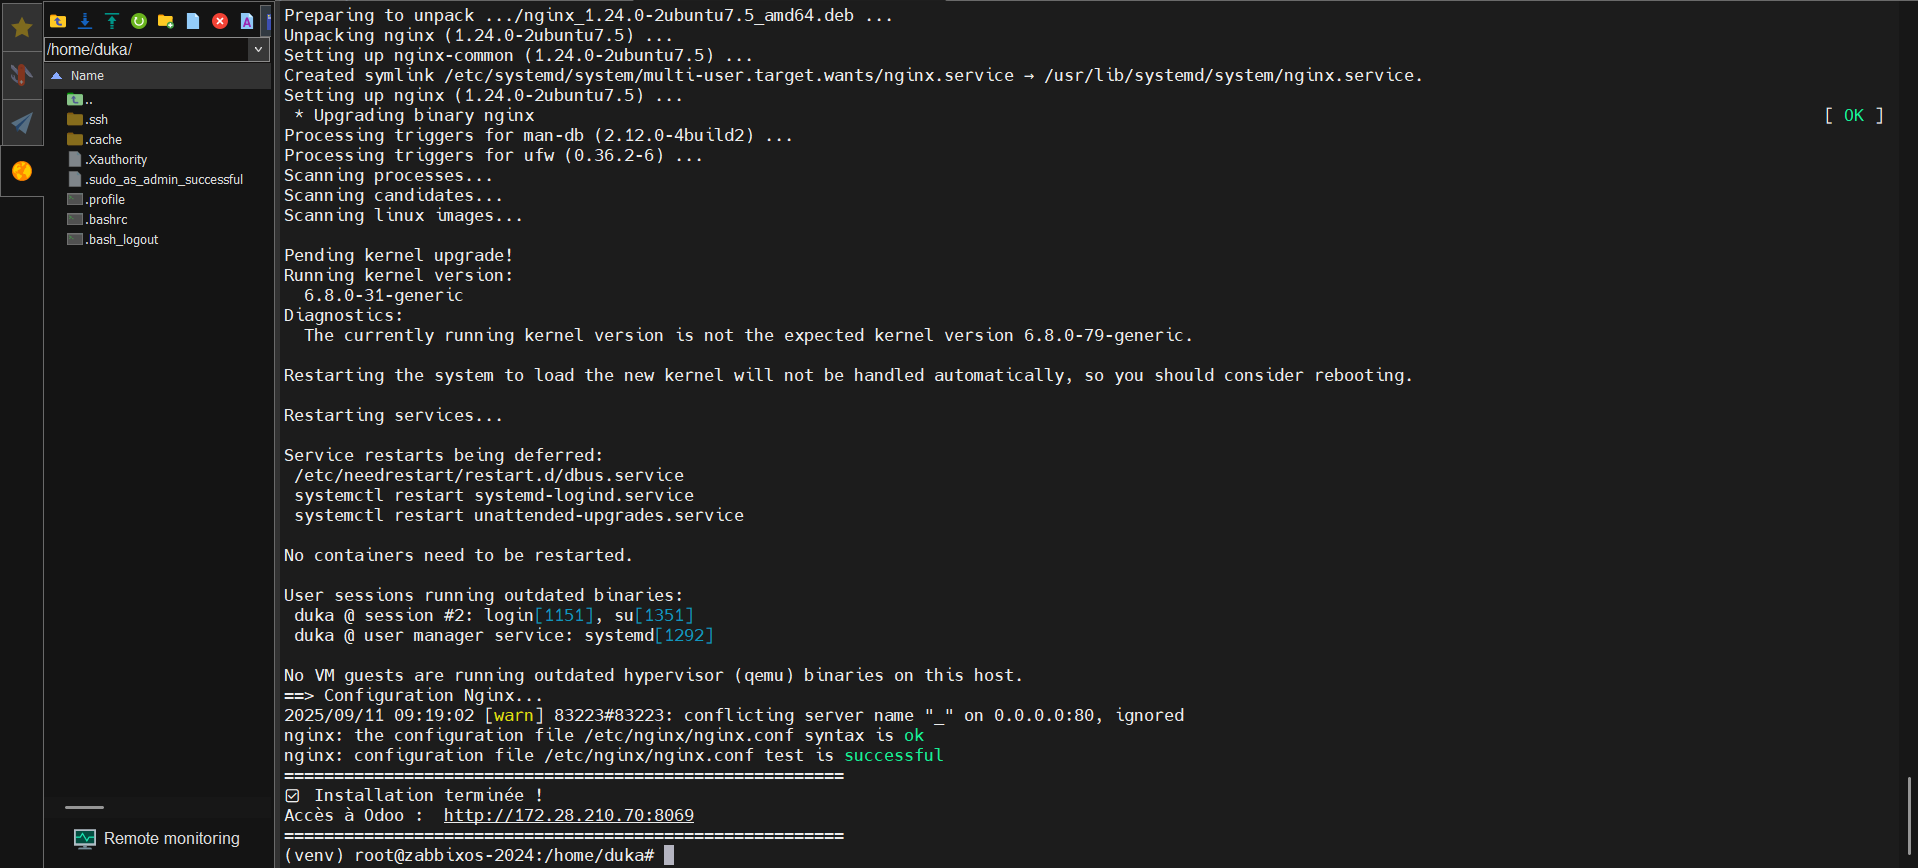 /home/duka/
Name
..
.ssh
.cache
.Xauthority
.sudo_as_admin_successful
.profile
.bashrc
.bash_logout
Remote monitoring
Preparing to unpack .../nginx_1.24.0-2ubuntu7.5_amd64.deb ...
Unpacking nginx (1.24.0-2ubuntu7.5) ...
Setting up nginx-common (1.24.0-2ubuntu7.5) ...
Created symlink /etc/systemd/system/multi-user.target.wants/nginx.service → /usr/lib/systemd/system/nginx.service.
Setting up nginx (1.24.0-2ubuntu7.5) ...
* Upgrading binary nginx [ OK ]
Processing triggers for man-db (2.12.0-4build2) ...
Processing triggers for ufw (0.36.2-6) ...
Scanning processes...
Scanning candidates...
Scanning linux images...
Pending kernel upgrade!
Running kernel version:
6.8.0-31-generic
Diagnostics:
The currently running kernel version is not the expected kernel version 6.8.0-79-generic.
Restarting the system to load the new kernel will not be handled automatically, so you should consider rebooting.
Restarting services...
Service restarts being deferred:
/etc/needrestart/restart.d/dbus.service
systemctl restart systemd-logind.service
systemctl restart unattended-upgrades.service
No containers need to be restarted.
User sessions running outdated binaries:
duka @ session #2: login[1151], su[1351]
duka @ user manager service: systemd[1292]
No VM guests are running outdated hypervisor (qemu) binaries on this host.
==> Configuration Nginx...
2025/09/11 09:19:02 [warn] 83223#83223: conflicting server name "_" on 0.0.0.0:80, ignored
nginx: the configuration file /etc/nginx/nginx.conf syntax is ok
nginx: configuration file /etc/nginx/nginx.conf test is successful
========================================================
☑ Installation terminée !
Accès à Odoo : http://172.28.210.70:8069
========================================================
(venv) root@zabbixos-2024:/home/duka#